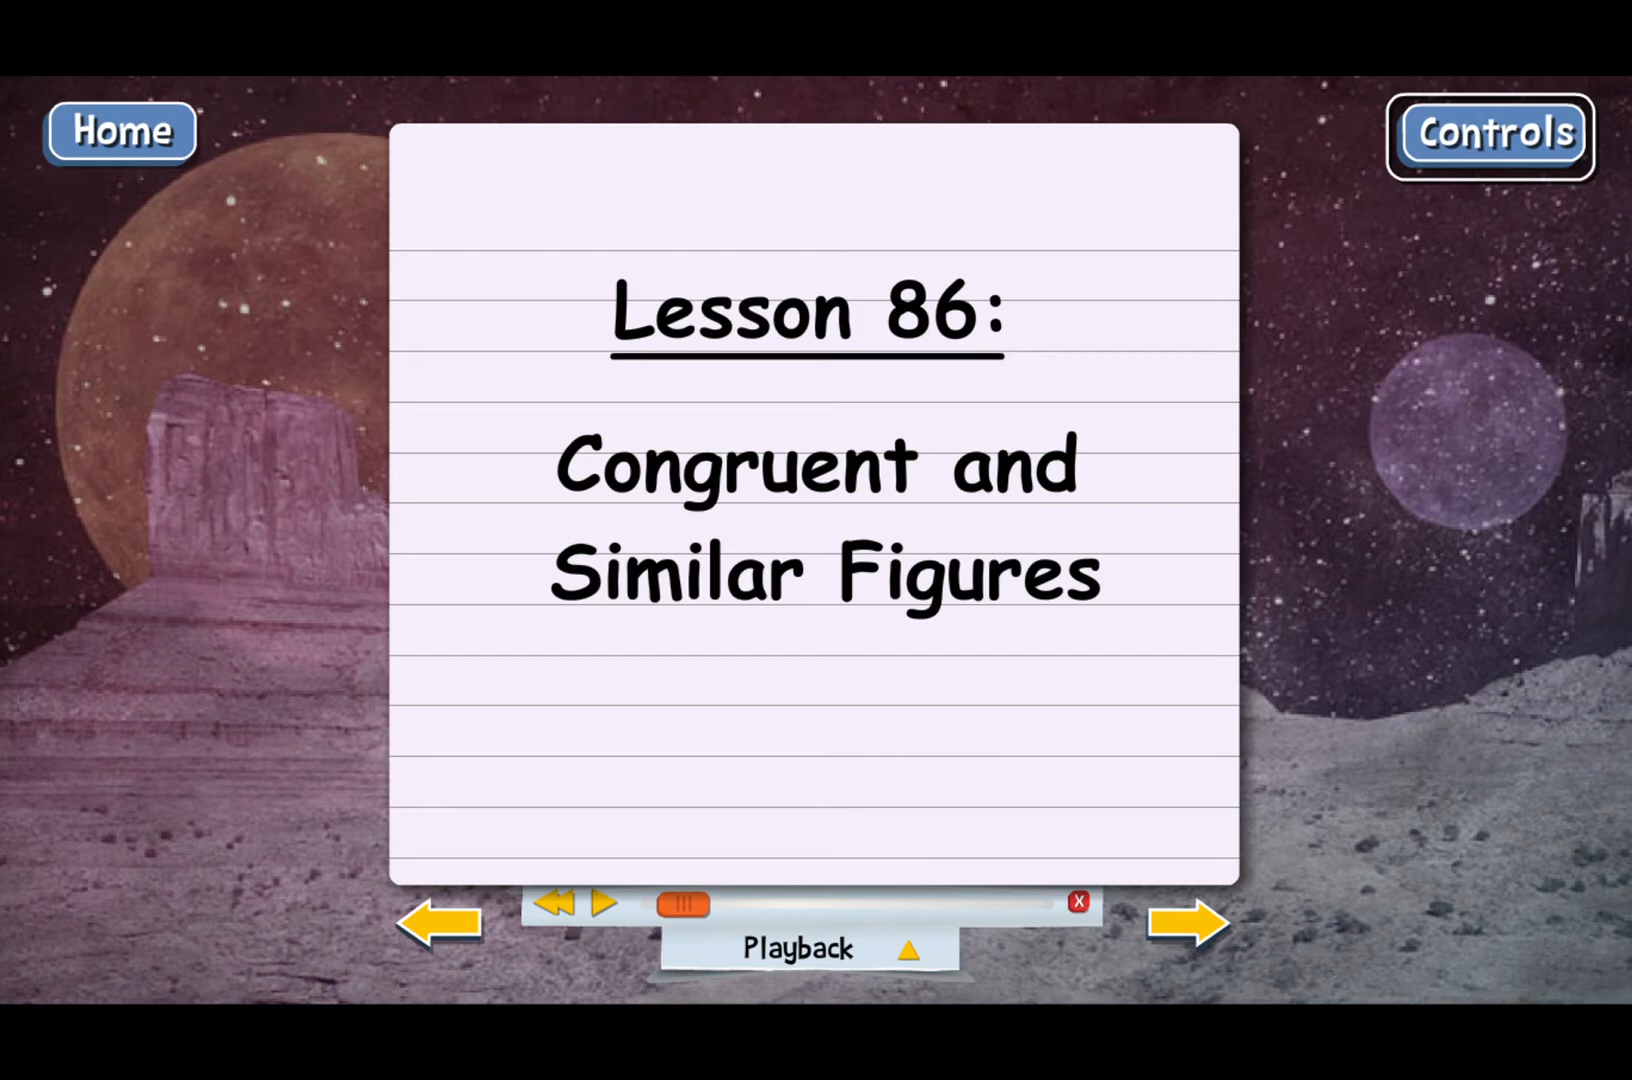 Home
Controls
Lesson 86:
Congruent and
Similar Figures
X
Playback